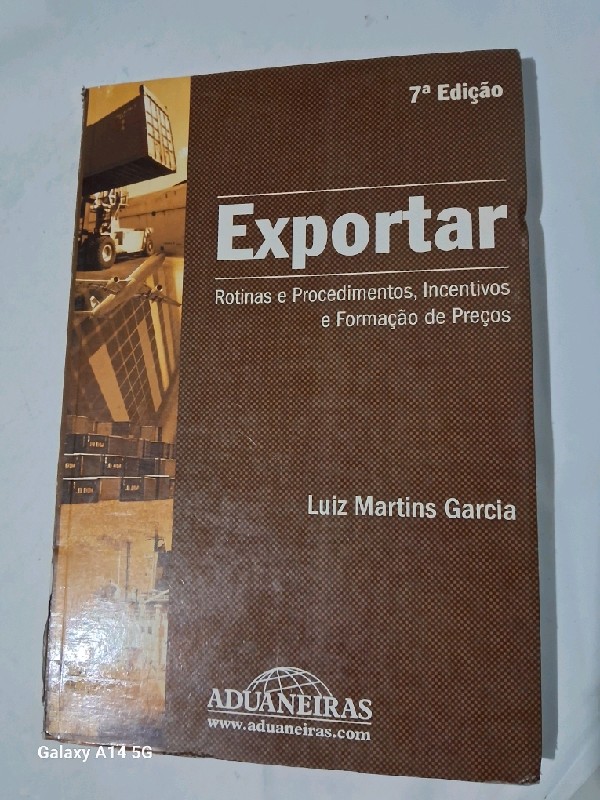 7ª Edição
Exportar
Rotinas e Procedimentos, Incentivos
e Formação de Preços
Luiz Martins Garcia
ADUANEIRAS
www.aduaneiras.com
Galaxy A14 5G